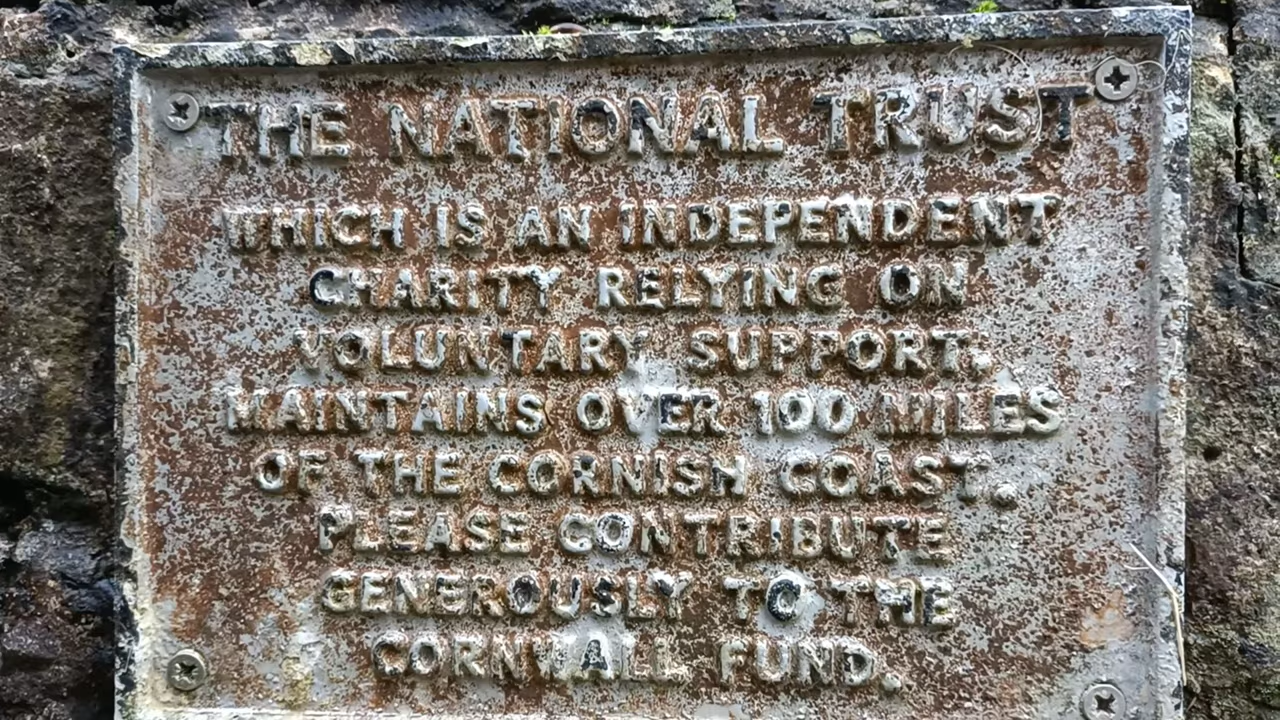 THE NATIONAL TRUST
WHICH IS AN INDEPENDENT
CHARITY RELYING ON
VOLUNTARY SUPPORT.
MAINTAINS OVER 100 MILES
OF THE CORNISH COAST.
PLEASE CONTRIBUTE
GENEROUSLY TO THE
CORNWALL FUND.